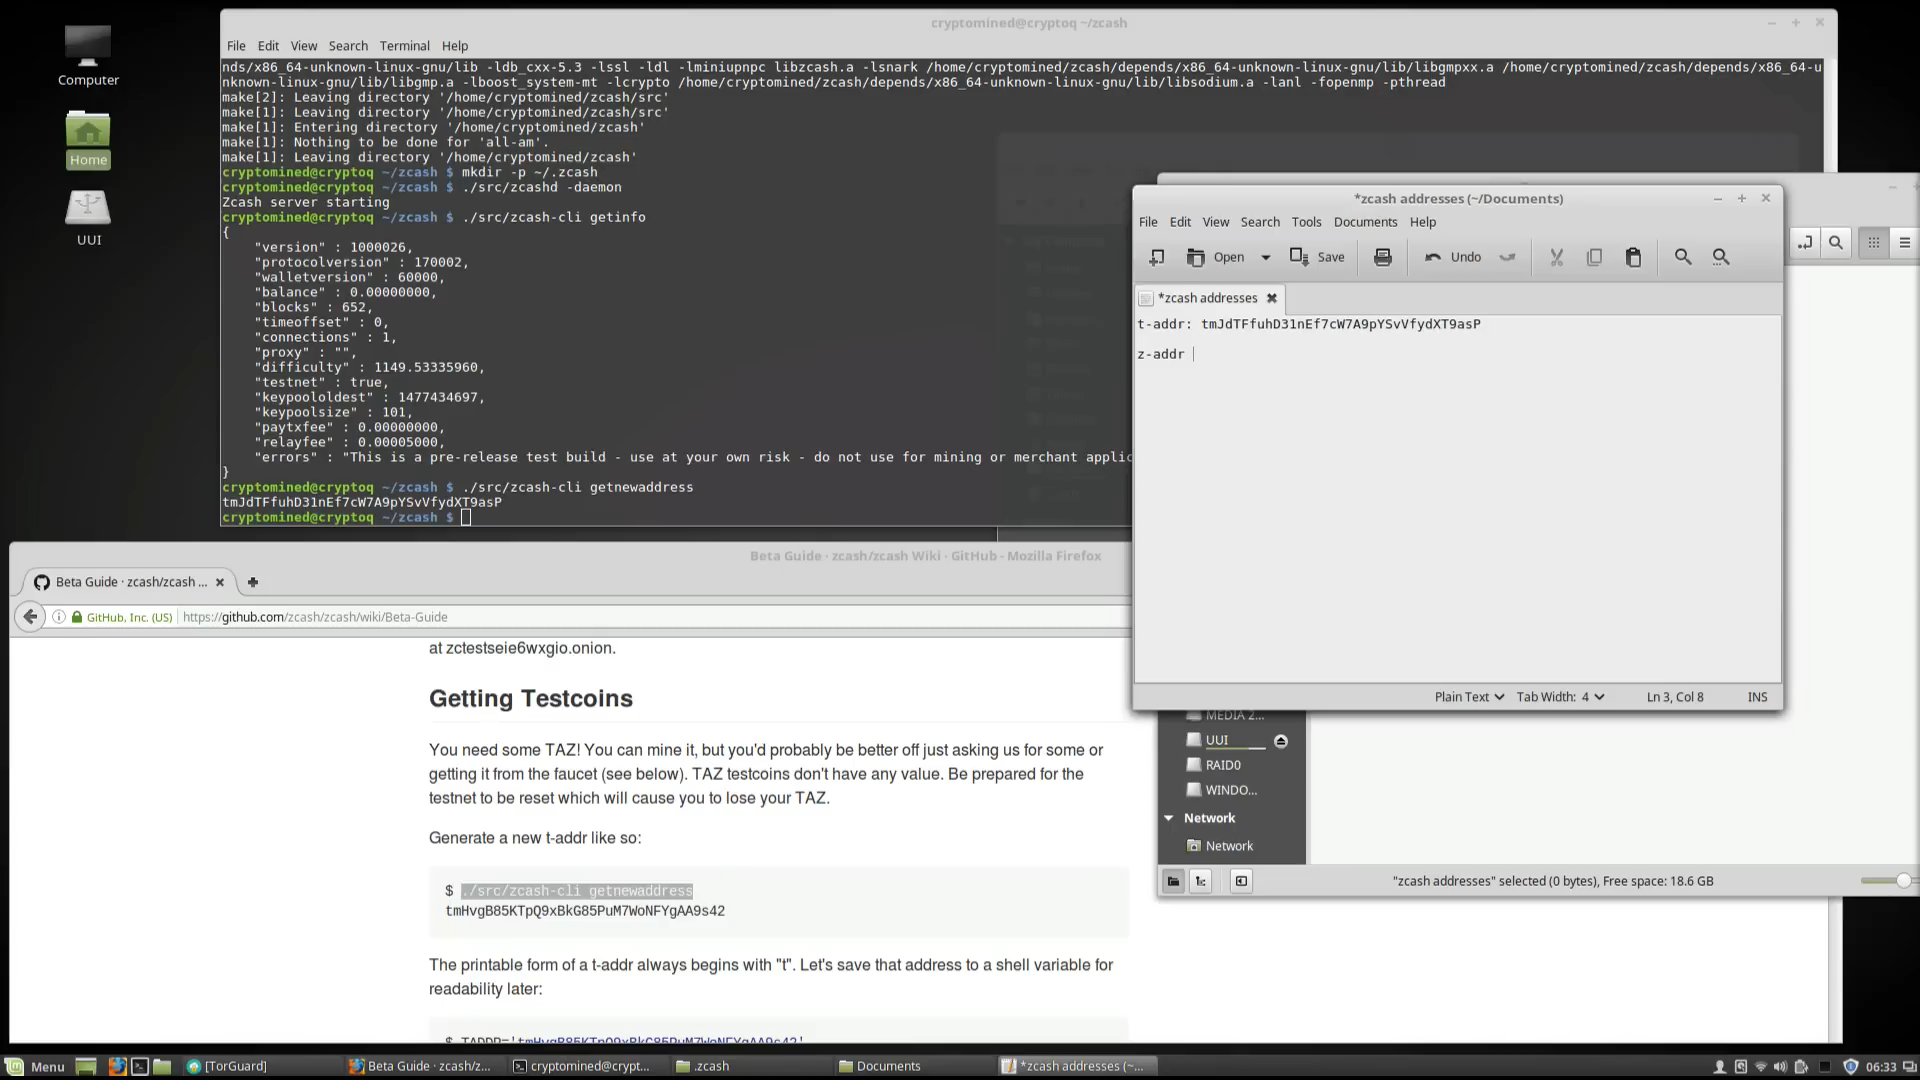 Computer
Home
UUI
cryptomined@cryptoq ~/zcash
File Edit View Search Terminal Help
nds/x86_64-unknown-linux-gnu/lib -ldb_cxx-5.3 -lssl -ldl -lminiupnpc libzcash.a -lsnark /home/cryptomined/zcash/depends/x86_64-unknown-linux-gnu/lib/libgmpxx.a /home/cryptomined/zcash/depends/x86_64-u
nknown-linux-gnu/lib/libgmp.a -lboost_system-mt -lcrypto /home/cryptomined/zcash/depends/x86_64-unknown-linux-gnu/lib/libsodium.a -lanl -fopenmp -pthread
make[2]: Leaving directory '/home/cryptomined/zcash/src'
make[1]: Leaving directory '/home/cryptomined/zcash/src'
make[1]: Entering directory '/home/cryptomined/zcash'
make[1]: Nothing to be done for 'all-am'.
make[1]: Leaving directory '/home/cryptomined/zcash'
cryptomined@cryptoq ~/zcash $ mkdir -p ~/.zcash
cryptomined@cryptoq ~/zcash $ ./src/zcashd -daemon
Zcash server starting
cryptomined@cryptoq ~/zcash $ ./src/zcash-cli getinfo
{
"version" : 1000026,
"protocolversion" : 170002,
"walletversion" : 60000,
"balance" : 0.00000000,
"blocks" : 652,
"timeoffset" : 0,
"connections" : 1,
"proxy" : "",
"difficulty" : 1149.53335960,
"testnet" : true,
"keypoololdest" : 1477434697,
"keypoolsize" : 101,
"paytxfee" : 0.00000000,
"relayfee" : 0.00005000,
"errors" : "This is a pre-release test build - use at your own risk - do not use for mining or merchant applic
}
cryptomined@cryptoq ~/zcash $ ./src/zcash-cli getnewaddress
tmJdTFfuhD31nEf7cW7A9pYSvVfydXT9asP
cryptomined@cryptoq ~/zcash $
*zcash addresses (~/Documents)
File Edit View Search Tools Documents Help
Open Save Undo
*zcash addresses
t-addr: tmJdTFfuhD31nEf7cW7A9pYSvVfydXT9asP
z-addr
Plain Text Tab Width: 4 Ln 3, Col 8 INS
Beta Guide · zcash/zcash Wiki · GitHub - Mozilla Firefox
Beta Guide · zcash/zcash ...
GitHub, Inc. (US) https://github.com/zcash/zcash/wiki/Beta-Guide
at zctestseie6wxgio.onion.
Getting Testcoins
You need some TAZ! You can mine it, but you'd probably be better off just asking us for some or
getting it from the faucet (see below). TAZ testcoins don't have any value. Be prepared for the
testnet to be reset which will cause you to lose your TAZ.
Generate a new t-addr like so:
$ ./src/zcash-cli getnewaddress
tmHvgB85KTpQ9xBkG85PuM7WoNFYgAA9s42
The printable form of a t-addr always begins with "t". Let's save that address to a shell variable for
readability later:
$ TADDR='tmHvgB85KTpQ9xBkG85PuM7WoNFYgAA9s42'
MEDIA 2...
UUI
RAID0
WINDO...
Network
Network
"zcash addresses" selected (0 bytes), Free space: 18.6 GB
Menu [TorGuard] Beta Guide · zcash/z... cryptomined@crypt... .zcash Documents *zcash addresses (~... 06:33